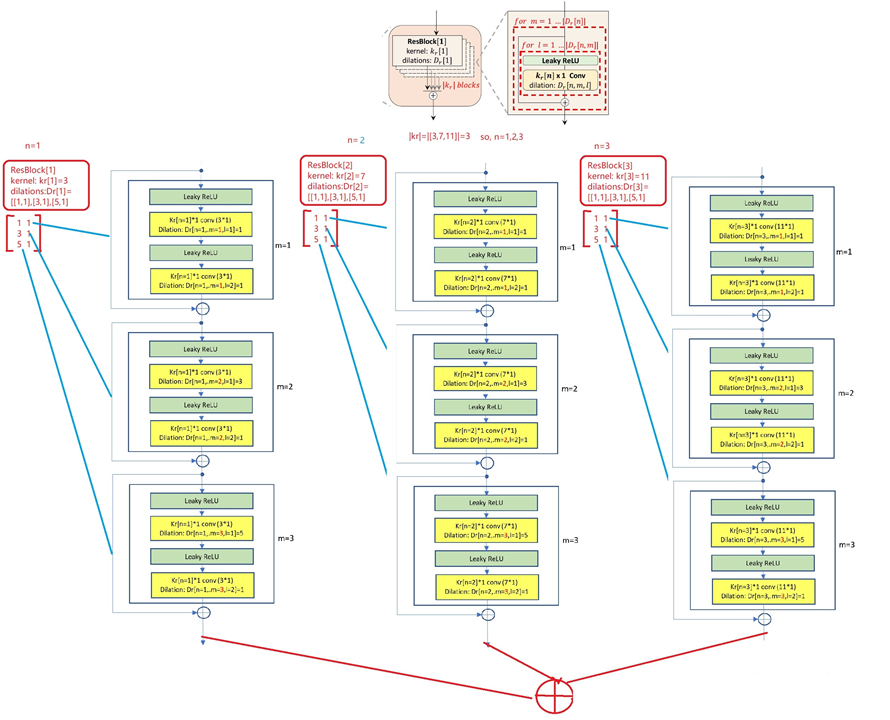 ResBlock[1]
kernel: kr[1]
dilations: Dr[1]
|kr| blocks
for m = 1 ...|Dr[n]|
for l = 1 ...|Dr[n,m]|
Leaky ReLU
kr[n] x 1 Conv
dilation: Dr[n,m,l]
|kr|=|[3,7,11]|=3 so, n=1,2,3
n=1
ResBlock[1]
kernel: kr[1]=3
dilations:Dr[1]=
[[1,1],[3,1],[5,1]
1 1
3 1
5 1
Leaky ReLU
Kr[n=1]*1 conv (3*1)
Dilation: Dr[n=1,.m=1,l=1]=1
Leaky ReLU
Kr[n=1]*1 conv (3*1)
Dilation: Dr[n=1,.m=1,l=2]=1
m=1
Leaky ReLU
Kr[n=1]*1 conv (3*1)
Dilation: Dr[n=1,.m=2,l=1]=3
Leaky ReLU
Kr[n=1]*1 conv (3*1)
Dilation: Dr[n=1,.m=2,l=2]=1
m=2
Leaky ReLU
Kr[n=1]*1 conv (3*1)
Dilation: Dr[n=1,.m=3,l=1]=5
Leaky ReLU
Kr[n=1]*1 conv (3*1)
Dilation: Dr[n=1,.m=3,l=2]=1
m=3
n=2
ResBlock[2]
kernel: kr[2]=7
dilations:Dr[2]=
[[1,1],[3,1],[5,1]
1 1
3 1
5 1
Leaky ReLU
Kr[n=2]*1 conv (7*1)
Dilation: Dr[n=2,.m=1,l=1]=1
Leaky ReLU
Kr[n=2]*1 conv (7*1)
Dilation: Dr[n=2,.m=1,l=2]=1
m=1
Leaky ReLU
Kr[n=2]*1 conv (7*1)
Dilation: Dr[n=2,.m=2,l=1]=3
Leaky ReLU
Kr[n=2]*1 conv (7*1)
Dilation: Dr[n=2,.m=2,l=2]=1
m=2
Leaky ReLU
Kr[n=2]*1 conv (7*1)
Dilation: Dr[n=2,.m=3,l=1]=5
Leaky ReLU
Kr[n=2]*1 conv (7*1)
Dilation: Dr[n=2,.m=3,l=2]=1
m=3
n=3
ResBlock[3]
kernel: kr[3]=11
dilations:Dr[3]=
[[1,1],[3,1],[5,1]
1 1
3 1
5 1
Leaky ReLU
Kr[n=3]*1 conv (11*1)
Dilation: Dr[n=3,.m=1,l=1]=1
Leaky ReLU
Kr[n=3]*1 conv (11*1)
Dilation: Dr[n=3,.m=1,l=2]=1
m=1
Leaky ReLU
Kr[n=3]*1 conv (11*1)
Dilation: Dr[n=3,.m=2,l=1]=3
Leaky ReLU
Kr[n=3]*1 conv (11*1)
Dilation: Dr[n=3,.m=2,l=2]=1
m=2
Leaky ReLU
Kr[n=3]*1 conv (11*1)
Dilation: Dr[n=3,.m=3,l=1]=5
Leaky ReLU
Kr[n=3]*1 conv (11*1)
Dilation: Dr[n=3,.m=3,l=2]=1
m=3